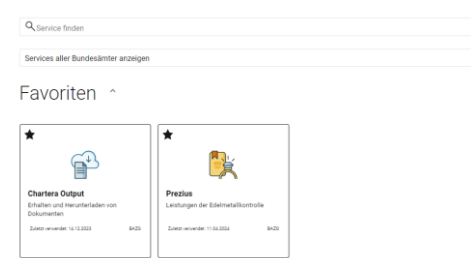 Service finden
Services aller Bundesämter anzeigen
Favoriten
Chartera Output
Erhalten und Herunterladen von
Dokumenten
Zuletzt verwendet: 14.12.2023 BAZG
Prezius
Leistungen der Edelmetallkontrolle
Zuletzt verwendet: 11.04.2024 BAZG